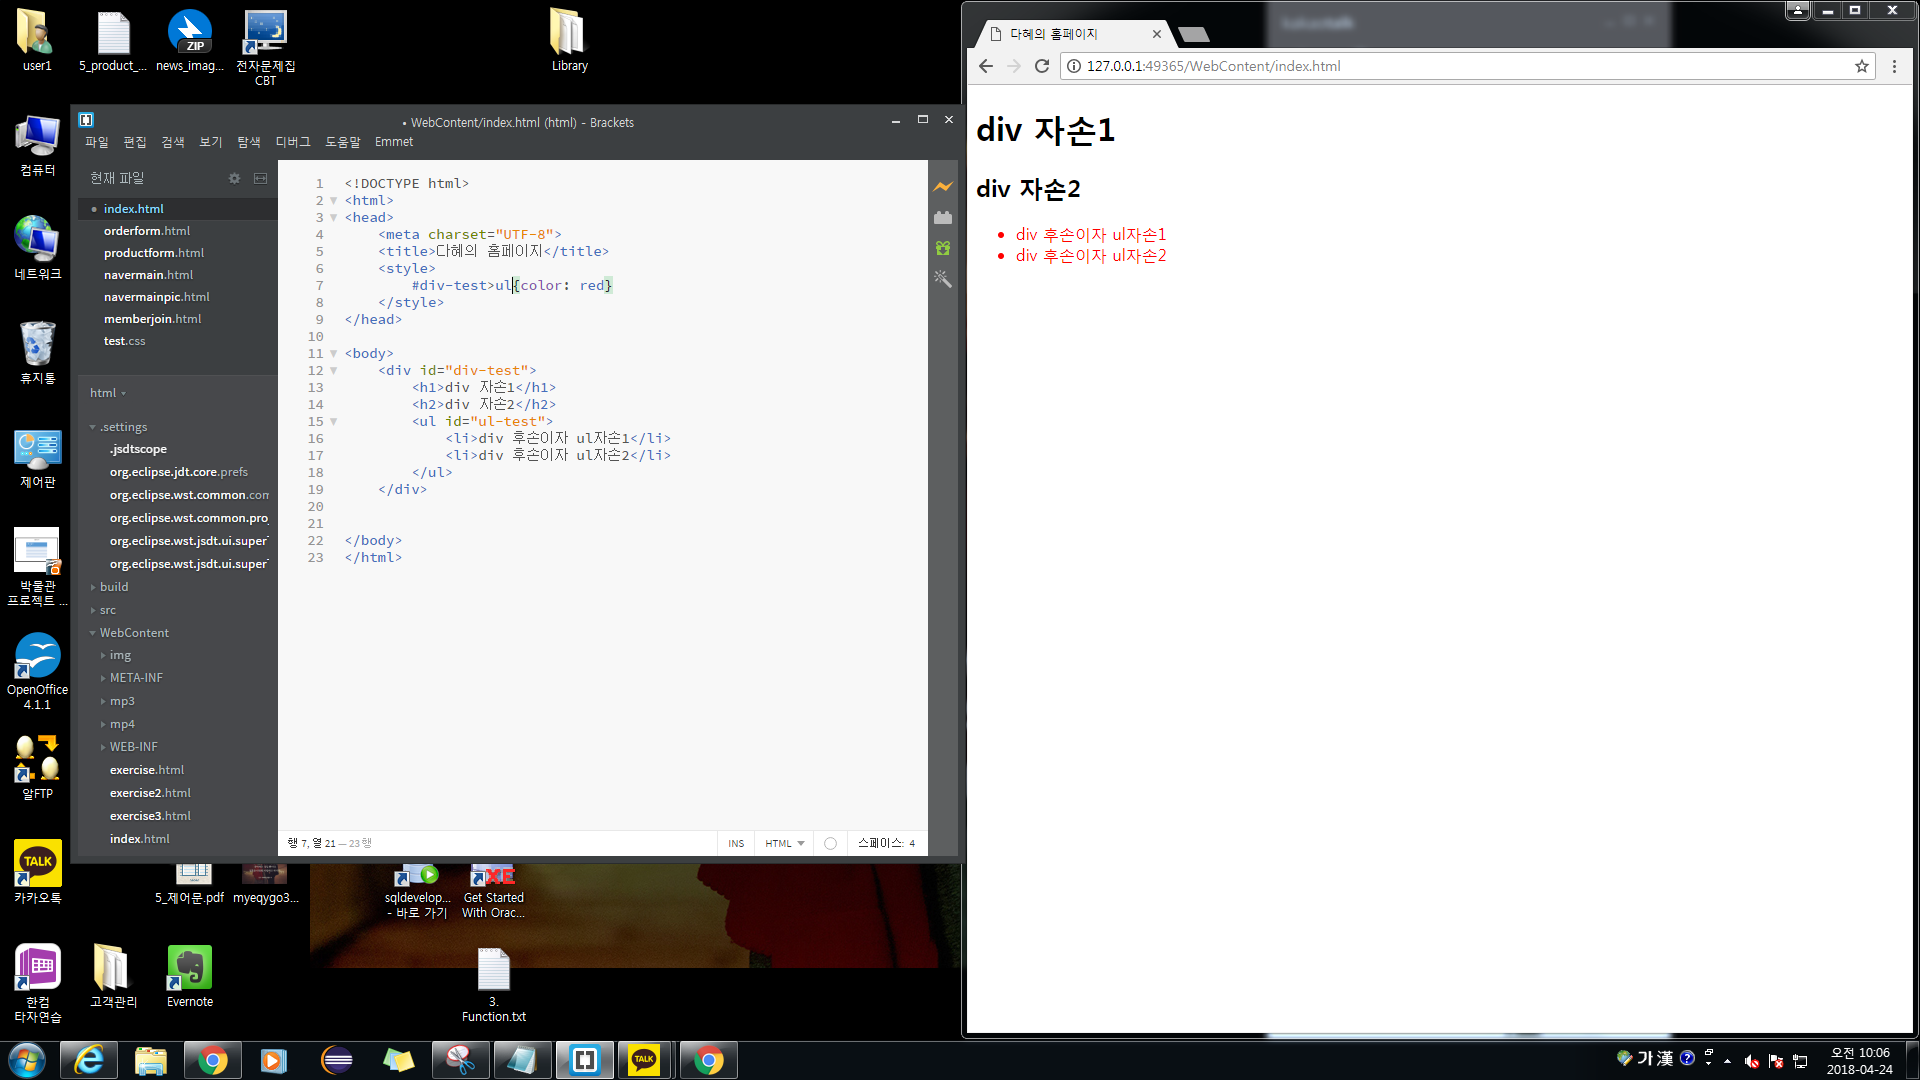 user1
5_product_...
news_imag...
전자문제집
CBT
Library
컴퓨터
네트워크
휴지통
제어판
박물관
프로젝트 ...
OpenOffice
4.1.1
알FTP
카카오톡
한컴
타자연습
고객관리
Evernote
5_제어문.pdf
myeqygo3...
sqldevelop...
- 바로 가기
Get Started
With Orac...
3.
Function.txt
• WebContent/index.html (html) - Brackets
파일 편집 검색 보기 탐색 디버그 도움말 Emmet
현재 파일
index.html
orderform.html
productform.html
navermain.html
navermainpic.html
memberjoin.html
test.css
html
.settings
.jsdtscope
org.eclipse.jdt.core.prefs
org.eclipse.wst.common.com
org.eclipse.wst.common.pro
org.eclipse.wst.jsdt.ui.super
org.eclipse.wst.jsdt.ui.super
build
src
WebContent
img
META-INF
mp3
mp4
WEB-INF
exercise.html
exercise2.html
exercise3.html
index.html
1 <!DOCTYPE html>
2 <html>
3 <head>
4 <meta charset="UTF-8">
5 <title>다혜의 홈페이지</title>
6 <style>
7 #div-test>ul{color: red}
8 </style>
9 </head>
10
11 <body>
12 <div id="div-test">
13 <h1>div 자손1</h1>
14 <h2>div 자손2</h2>
15 <ul id="ul-test">
16 <li>div 후손이자 ul자손1</li>
17 <li>div 후손이자 ul자손2</li>
18 </ul>
19 </div>
20
21
22 </body>
23 </html>
행 7, 열 21 — 23 행
INS HTML 스페이스: 4
다혜의 홈페이지
127.0.0.1:49365/WebContent/index.html
div 자손1
div 자손2
• div 후손이자 ul자손1
• div 후손이자 ul자손2
ZIP
TALK
XE
TALK
가 漢
오전 10:06
2018-04-24